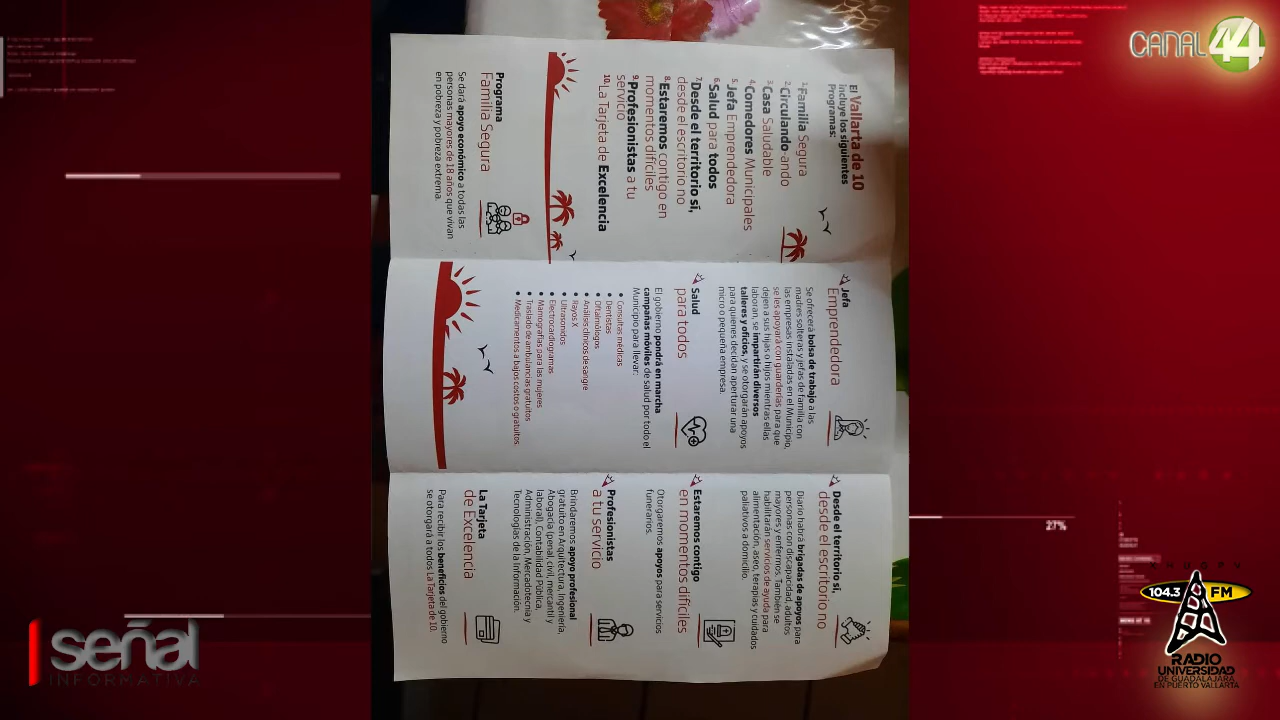 CANAL 44
El Vallarta de 10
incluye los siguientes
Programas:
1. Familia Segura
2. Circulando-ando
3. Casa Saludable
4. Comedores Municipales
5. Jefa Emprendedora
6. Salud para todos
7. Desde el territorio sí,
desde el escritorio no
8. Estaremos contigo en
momentos difíciles
9. Profesionistas a tu
servicio
10. La Tarjeta de Excelencia
Programa
Familia Segura
Se dará apoyo económico a todas las
personas mayores de 18 años que vivan
en pobreza y pobreza extrema.
Jefa
Emprendedora
Se ofrecerá bolsa de trabajo a las
madres solteras y jefas de familia con
las empresas instaladas en el Municipio,
se les apoyará con guarderías para que
dejen a sus hijas o hijos mientras ellas
laboran, se impartirán diversos
talleres y oficios, y se otorgarán apoyos
para quienes decidan aperturar una
micro o pequeña empresa.
Salud
para todos
El gobierno pondrá en marcha
campañas móviles de salud por todo el
Municipio para llevar:
• Consultas médicas
• Dentistas
• Oftalmólogos
• Análisis clínicos de sangre
• Rayos X
• Ultrasonidos
• Electrocardiogramas
• Mamografías para las mujeres
• Traslado de ambulancias gratuitos
• Medicamentos a bajos costos o gratuitos.
Desde el territorio sí,
desde el escritorio no
Diario habrá brigadas de apoyos para
personas con discapacidad, adultos
mayores y enfermos. También se
habilitarán servicios de ayuda para
alimentación, aseo, terapias y cuidados
paliativos a domicilio.
Estaremos contigo
en momentos difíciles
Otorgaremos apoyos para servicios
funerarios.
Profesionistas
a tu servicio
Brindaremos apoyo profesional
gratuito en Arquitectura, Ingeniería,
Abogacía (penal, civil, mercantil y
laboral), Contabilidad Pública,
Administración, Mercadotecnia y
Tecnologías de la Información.
La Tarjeta
de Excelencia
Para recibir los beneficios del gobierno
se otorgará a todos La Tarjeta de 10.
27%
señal
INFORMATIVA
XHUGPV
104.3 FM
RADIO
UNIVERSIDAD
DE GUADALAJARA
EN PUERTO VALLARTA